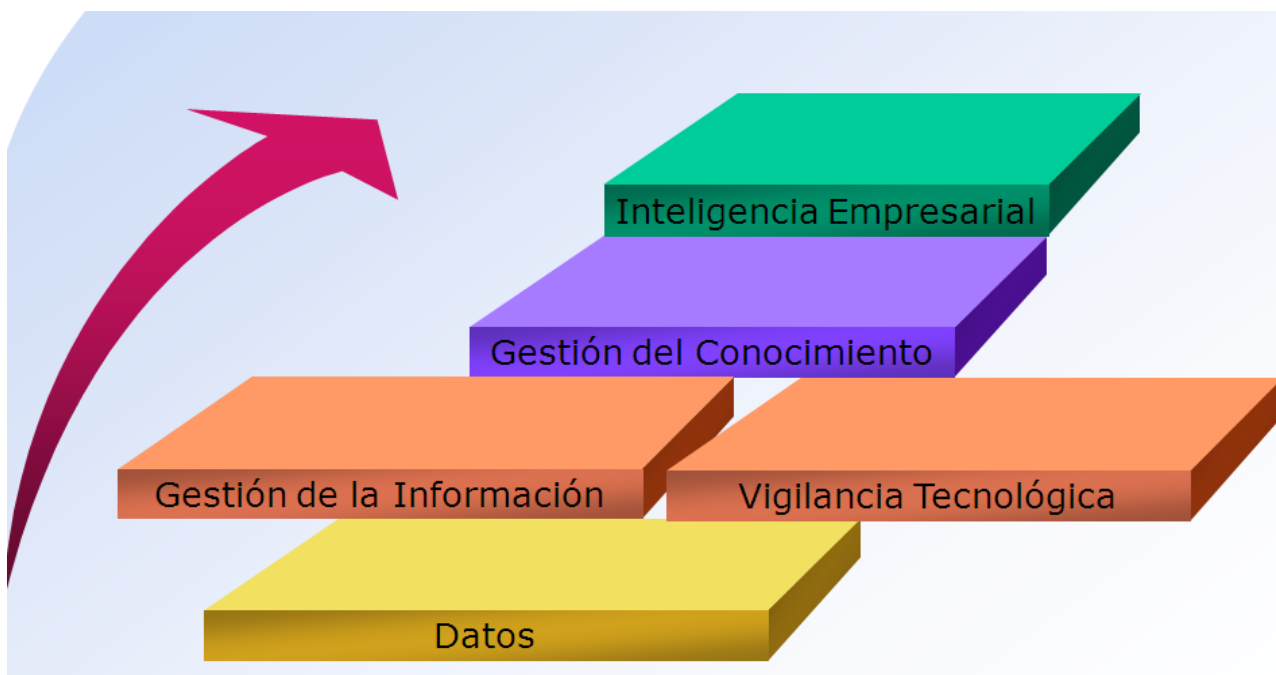 Inteligencia Empresarial
Gestión del Conocimiento
Gestión de la Información
Vigilancia Tecnológica
Datos